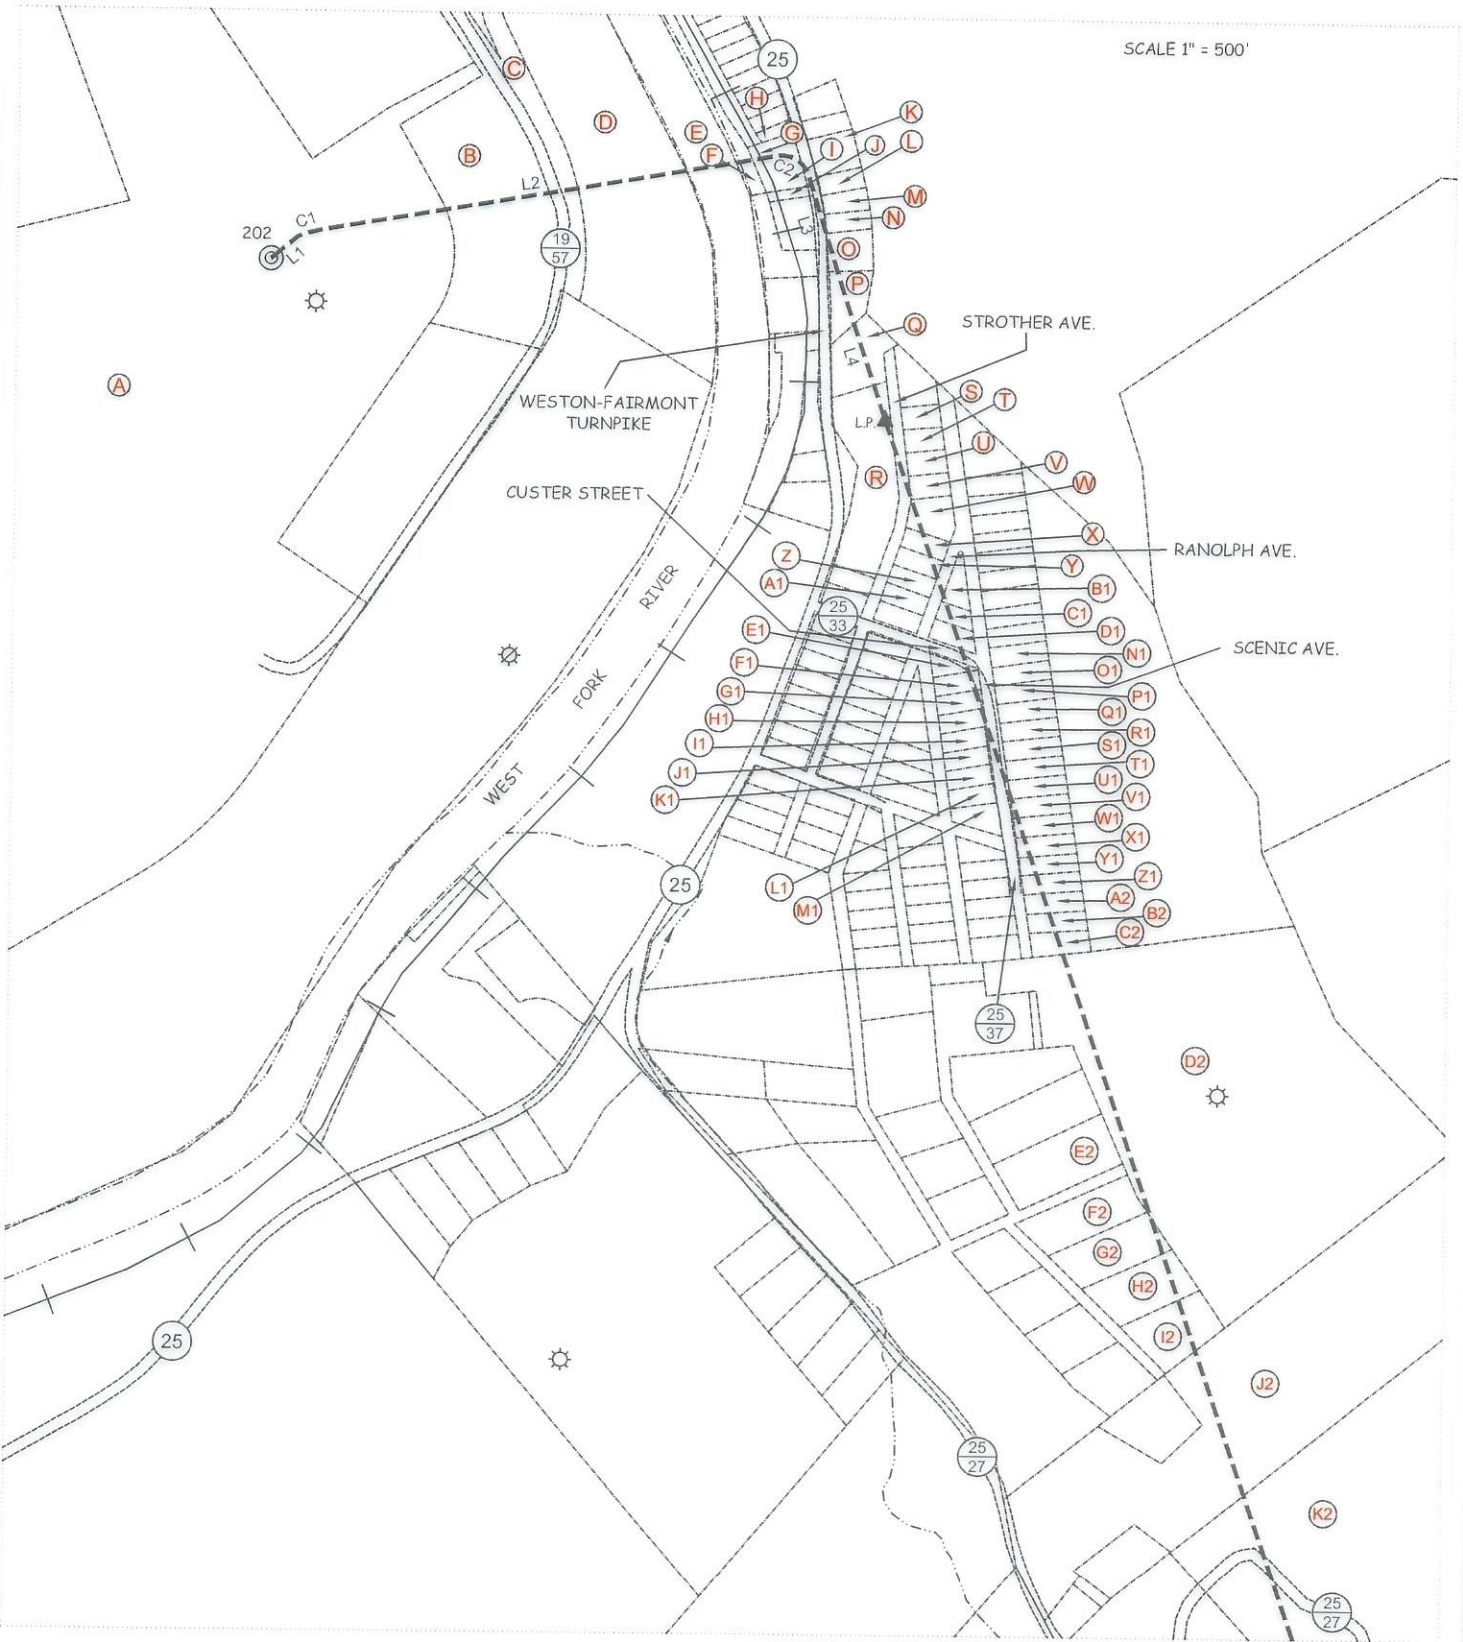 SCALE 1" = 500'
25
C
H
K
D
E
G
B
F
I
J
L
C2
L2
M
N
C1
L3
202
L1
19
57
O
P
STROTHER AVE.
Q
L4
A
WESTON-FAIRMONT
TURNPIKE
S
T
L.P.
U
V
R
W
CUSTER STREET
X
RANOLPH AVE.
Z
Y
A1
B1
25
33
C1
E1
D1
N1
SCENIC AVE.
F1
O1
G1
P1
H1
Q1
I1
R1
S1
J1
T1
K1
U1
V1
W1
X1
Y1
Z1
L1
A2
M1
B2
C2
WEST
FORK
RIVER
25
25
37
D2
E2
F2
G2
H2
I2
25
J2
25
27
K2
25
27